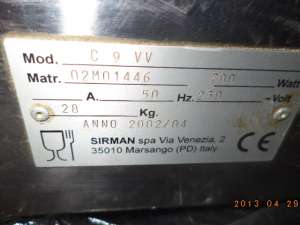 Mod. C 9 VV
Matr. 02M01446 200 Watt
A. 50 Hz. 230 Volt
28 Kg.
ANNO 2002/04
SIRMAN spa Via Venezia, 2
35010 Marsango (PD) Italy
CE
2013 04 29